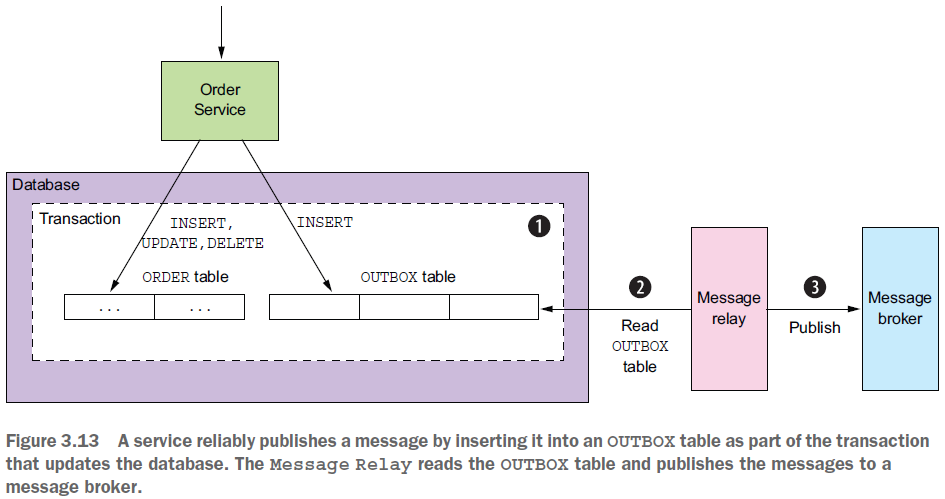 Order
Service
Database
Transaction
INSERT,
UPDATE,DELETE
INSERT
1
ORDER table
OUTBOX table
... ...
2
Read
OUTBOX
table
Message
relay
3
Publish
Message
broker
Figure 3.13 A service reliably publishes a message by inserting it into an OUTBOX table as part of the transaction
that updates the database. The Message Relay reads the OUTBOX table and publishes the messages to a
message broker.